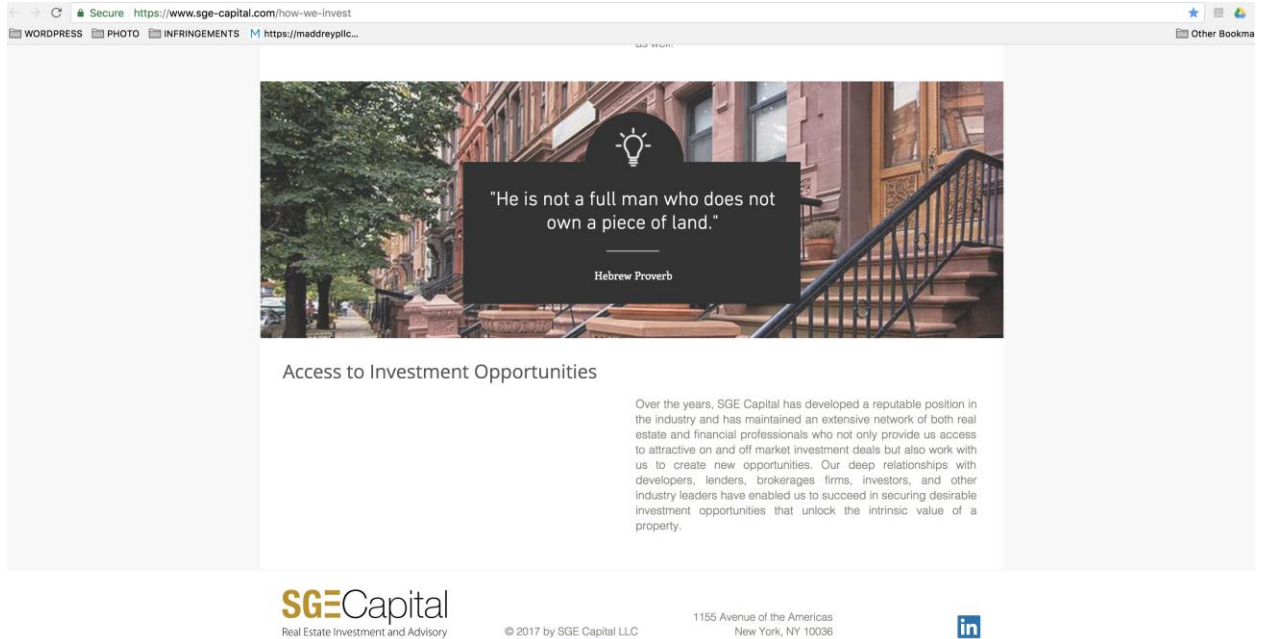 Secure https://www.sge-capital.com/how-we-invest
WORDPRESS PHOTO INFRINGEMENTS M https://maddreypllc... Other Bookma
as well.
"He is not a full man who does not
own a piece of land."
Hebrew Proverb
Access to Investment Opportunities
Over the years, SGE Capital has developed a reputable position in
the industry and has maintained an extensive network of both real
estate and financial professionals who not only provide us access
to attractive on and off market investment deals but also work with
us to create new opportunities. Our deep relationships with
developers, lenders, brokerages firms, investors, and other
industry leaders have enabled us to succeed in securing desirable
investment opportunities that unlock the intrinsic value of a
property.
SGECapital
Real Estate Investment and Advisory
© 2017 by SGE Capital LLC
1155 Avenue of the Americas
New York, NY 10036
in